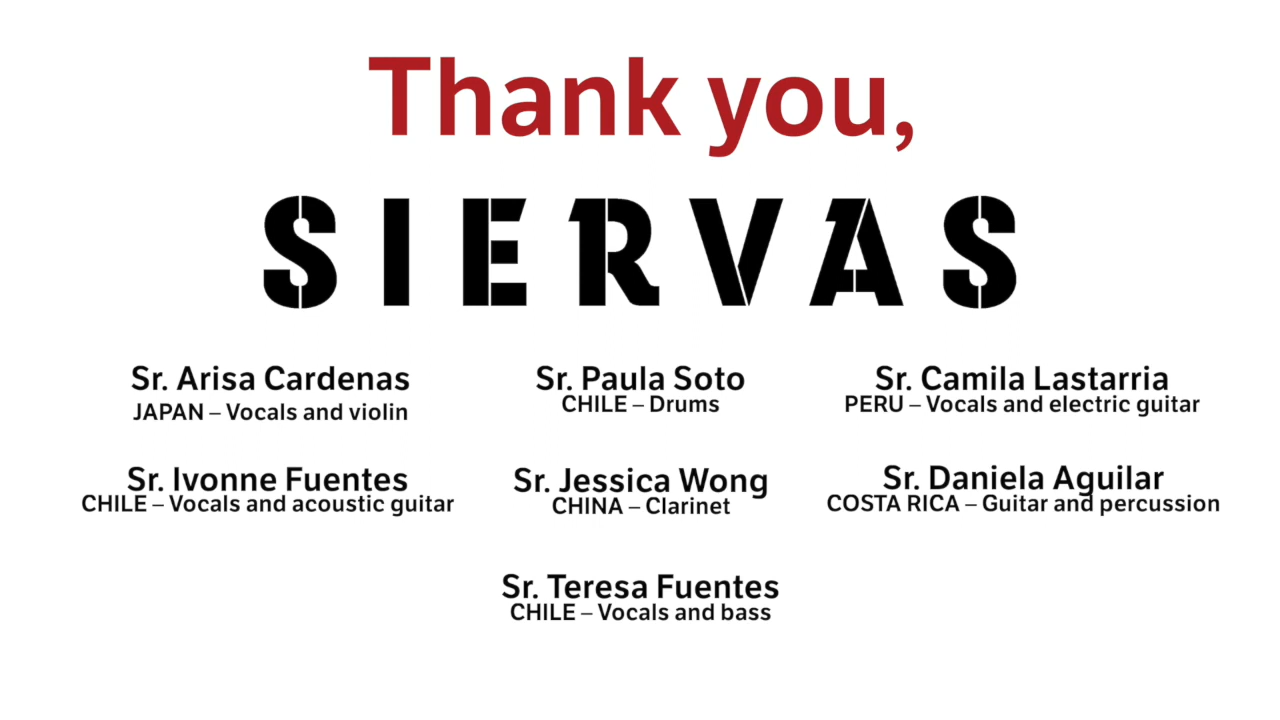 Thank you,
SIERVAS
Sr. Arisa Cardenas
JAPAN – Vocals and violin
Sr. Paula Soto
CHILE – Drums
Sr. Camila Lastarria
PERU – Vocals and electric guitar
Sr. Ivonne Fuentes
CHILE – Vocals and acoustic guitar
Sr. Jessica Wong
CHINA – Clarinet
Sr. Daniela Aguilar
COSTA RICA – Guitar and percussion
Sr. Teresa Fuentes
CHILE – Vocals and bass